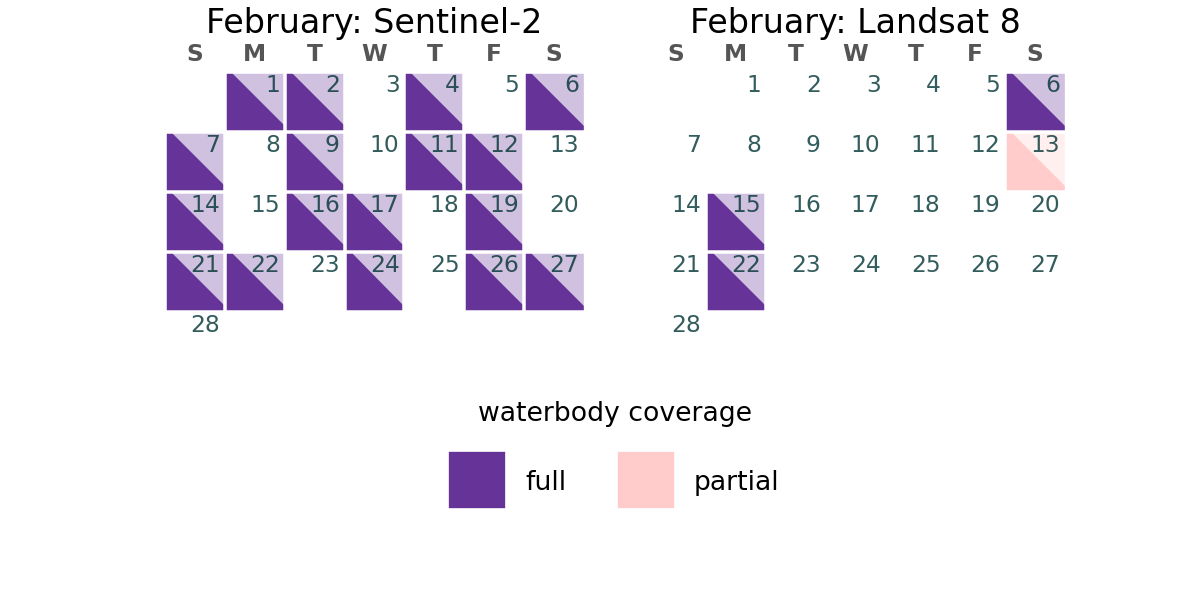 February: Sentinel-2
S M T W T F S
1 2 3 4 5 6
7 8 9 10 11 12 13
14 15 16 17 18 19 20
21 22 23 24 25 26 27
28
February: Landsat 8
S M T W T F S
1 2 3 4 5 6
7 8 9 10 11 12 13
14 15 16 17 18 19 20
21 22 23 24 25 26 27
28
waterbody coverage
full partial